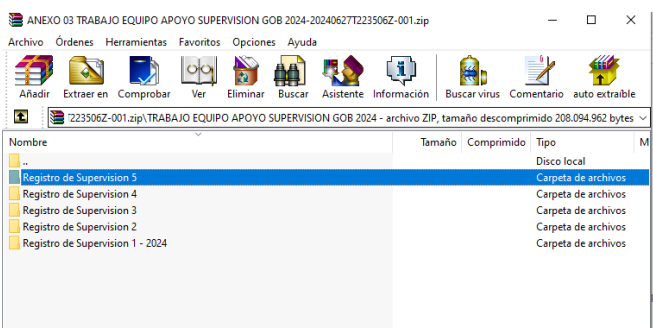 ANEXO 03 TRABAJO EQUIPO APOYO SUPERVISION GOB 2024-20240627T223506Z-001.zip
Archivo Órdenes Herramientas Favoritos Opciones Ayuda
Añadir Extraer en Comprobar Ver Eliminar Buscar Asistente Información Buscar virus Comentario auto extraíble
'223506Z-001.zip\TRABAJO EQUIPO APOYO SUPERVISION GOB 2024 - archivo ZIP, tamaño descomprimido 208.094.962 bytes
Nombre Tamaño Comprimido Tipo M
.. Disco local
Registro de Supervision 5 Carpeta de archivos
Registro de Supervision 4 Carpeta de archivos
Registro de Supervision 3 Carpeta de archivos
Registro de Supervision 2 Carpeta de archivos
Registro de Supervision 1 - 2024 Carpeta de archivos